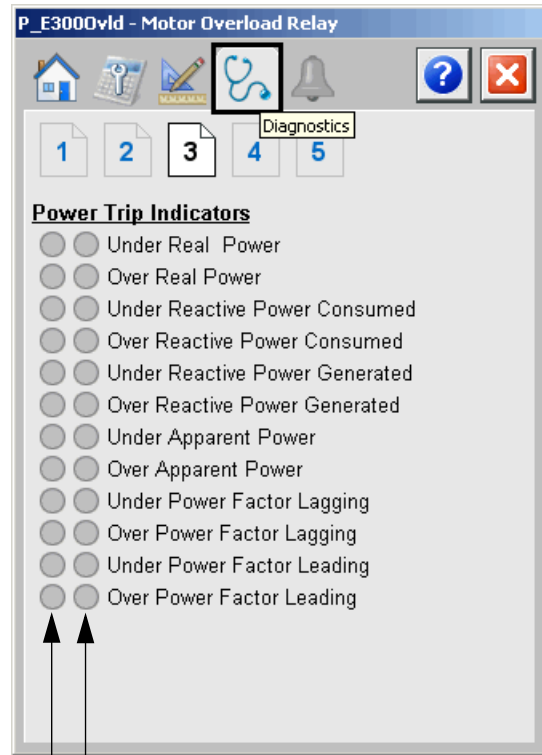 P_E300Ovld - Motor Overload Relay
?
Diagnostics
1 2 3 4 5
Power Trip Indicators
Under Real Power
Over Real Power
Under Reactive Power Consumed
Over Reactive Power Consumed
Under Reactive Power Generated
Over Reactive Power Generated
Under Apparent Power
Over Apparent Power
Under Power Factor Lagging
Over Power Factor Lagging
Under Power Factor Leading
Over Power Factor Leading